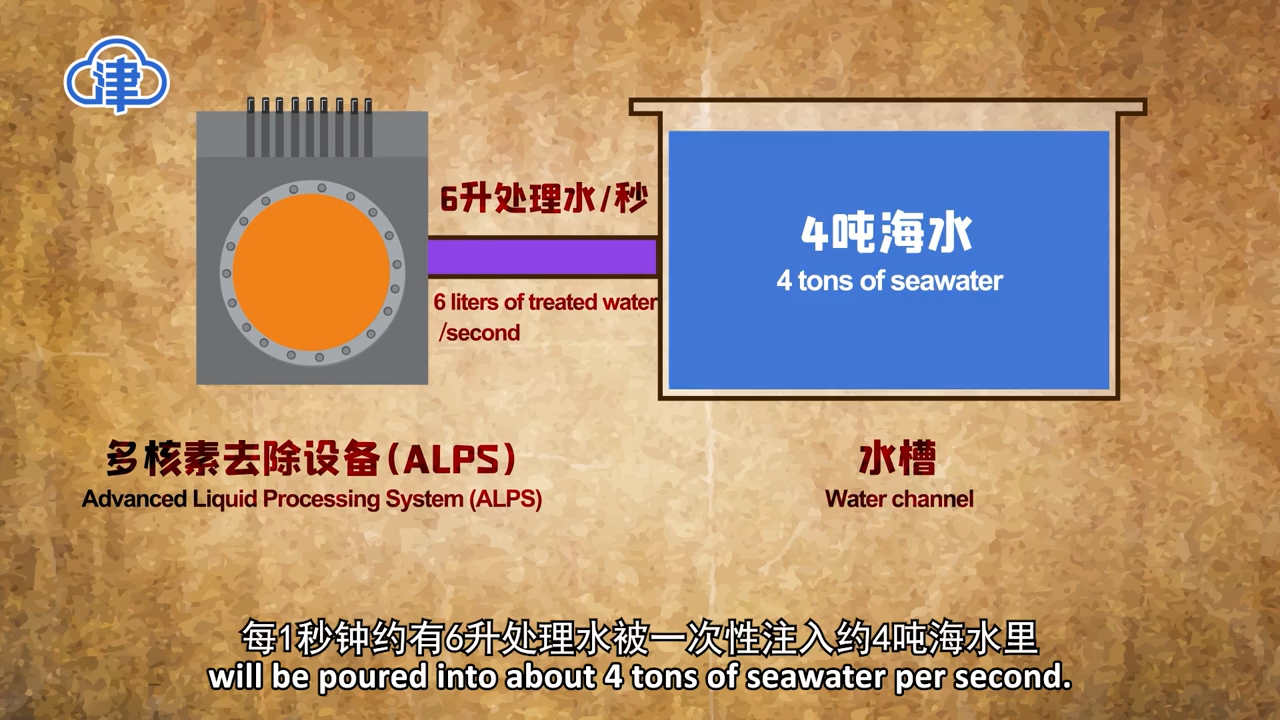 津
6升处理水/秒
6 liters of treated water
/second
4吨海水
4 tons of seawater
多核素去除设备(ALPS)
Advanced Liquid Processing System (ALPS)
水槽
Water channel
每1秒钟约有6升处理水被一次性注入约4吨海水里
will be poured into about 4 tons of seawater per second.